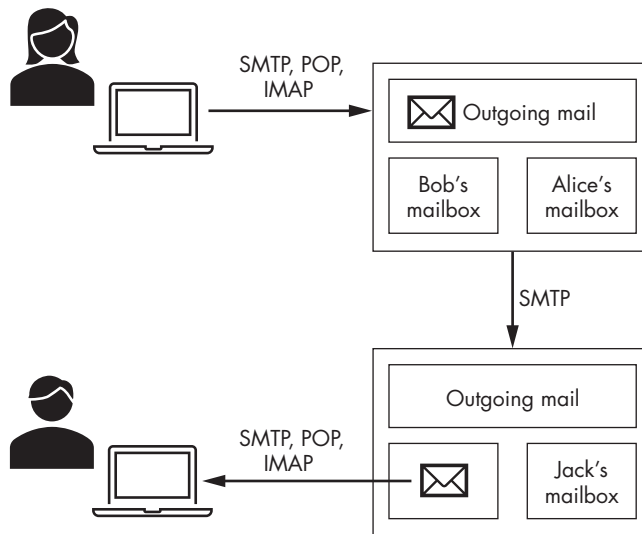 SMTP, POP,
IMAP
Outgoing mail
Bob's
mailbox
Alice's
mailbox
SMTP
Outgoing mail
SMTP, POP,
IMAP
Jack's
mailbox